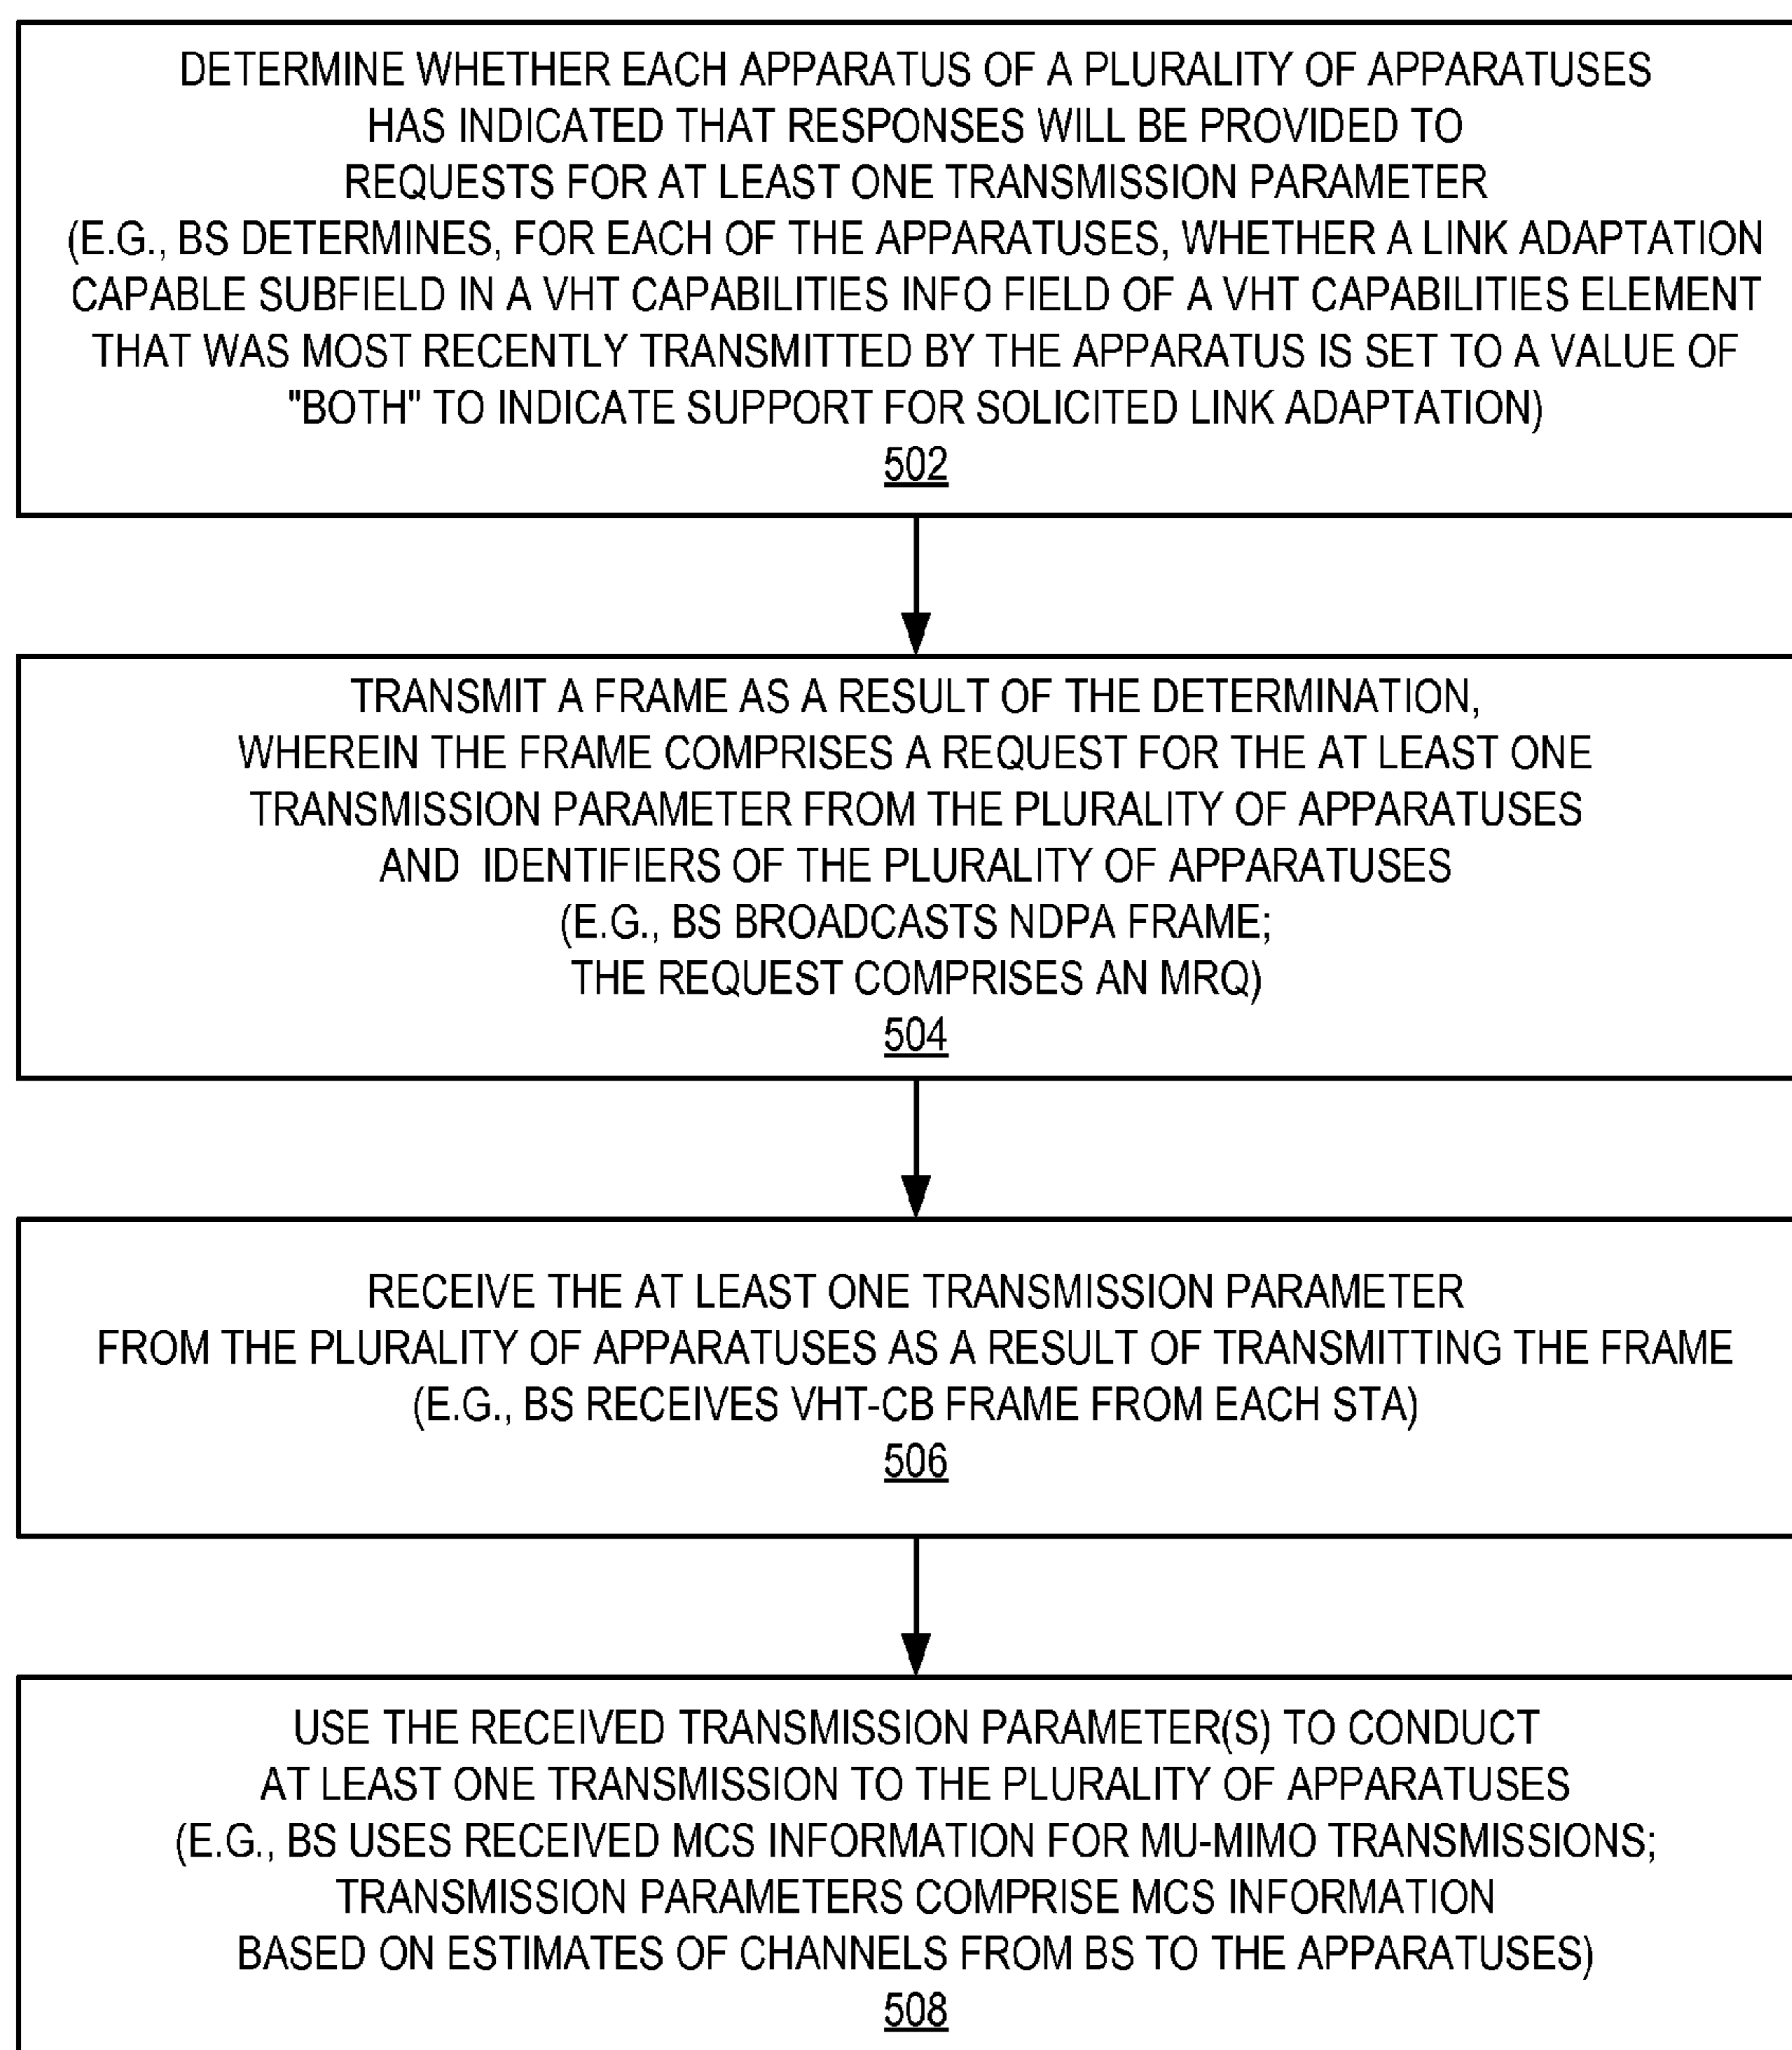 DETERMINE WHETHER EACH APPARATUS OF A PLURALITY OF APPARATUSES
HAS INDICATED THAT RESPONSES WILL BE PROVIDED TO
REQUESTS FOR AT LEAST ONE TRANSMISSION PARAMETER
(E.G., BS DETERMINES, FOR EACH OF THE APPARATUSES, WHETHER A LINK ADAPTATION
CAPABLE SUBFIELD IN A VHT CAPABILITIES INFO FIELD OF A VHT CAPABILITIES ELEMENT
THAT WAS MOST RECENTLY TRANSMITTED BY THE APPARATUS IS SET TO A VALUE OF
"BOTH" TO INDICATE SUPPORT FOR SOLICITED LINK ADAPTATION)
502
TRANSMIT A FRAME AS A RESULT OF THE DETERMINATION,
WHEREIN THE FRAME COMPRISES A REQUEST FOR THE AT LEAST ONE
TRANSMISSION PARAMETER FROM THE PLURALITY OF APPARATUSES
AND IDENTIFIERS OF THE PLURALITY OF APPARATUSES
(E.G., BS BROADCASTS NDPA FRAME;
THE REQUEST COMPRISES AN MRQ)
504
RECEIVE THE AT LEAST ONE TRANSMISSION PARAMETER
FROM THE PLURALITY OF APPARATUSES AS A RESULT OF TRANSMITTING THE FRAME
(E.G., BS RECEIVES VHT-CB FRAME FROM EACH STA)
506
USE THE RECEIVED TRANSMISSION PARAMETER(S) TO CONDUCT
AT LEAST ONE TRANSMISSION TO THE PLURALITY OF APPARATUSES
(E.G., BS USES RECEIVED MCS INFORMATION FOR MU-MIMO TRANSMISSIONS;
TRANSMISSION PARAMETERS COMPRISE MCS INFORMATION
BASED ON ESTIMATES OF CHANNELS FROM BS TO THE APPARATUSES)
508